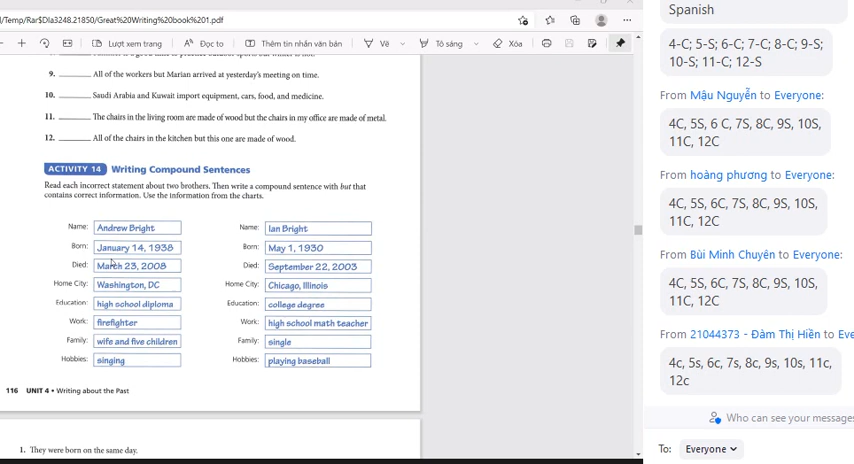 /Temp/Rar$DIa3248.21850/Great%20Writing%20book%201.pdf
Lượt xem trang
Đọc to
Thêm tin nhắn văn bản
Vẽ
Tô sáng
Xóa
9. All of the workers but Marian arrived at yesterday's meeting on time.
10. Saudi Arabia and Kuwait import equipment, cars, food, and medicine.
11. The chairs in the living room are made of wood but the chairs in my office are made of metal.
12. All of the chairs in the kitchen but this one are made of wood.
ACTIVITY 14 Writing Compound Sentences
Read each incorrect statement about two brothers. Then write a compound sentence with but that
contains correct information. Use the information from the charts.
Name: Andrew Bright
Born: January 14, 1938
Died: March 23, 2008
Home City: Washington, DC
Education: high school diploma
Work: firefighter
Family: wife and five children
Hobbies: singing
Name: Ian Bright
Born: May 1, 1930
Died: September 22, 2003
Home City: Chicago, Illinois
Education: college degree
Work: high school math teacher
Family: single
Hobbies: playing baseball
116 UNIT 4 • Writing about the Past
1. They were born on the same day.
Spanish
4-C; 5-S; 6-C; 7-C; 8-C; 9-S;
10-S; 11-C; 12-S
From Mậu Nguyễn to Everyone:
4C, 5S, 6 C, 7S, 8C, 9S, 10S,
11C, 12C
From hoàng phương to Everyone:
4C, 5S, 6C, 7S, 8C, 9S, 10S,
11C, 12C
From Bùi Minh Chuyên to Everyone:
4C, 5S, 6C, 7S, 8C, 9S, 10S,
11C, 12C
From 21044373 - Đàm Thị Hiền to Eve
4c, 5s, 6c, 7s, 8c, 9s, 10s, 11c,
12c
Who can see your messages
To: Everyone